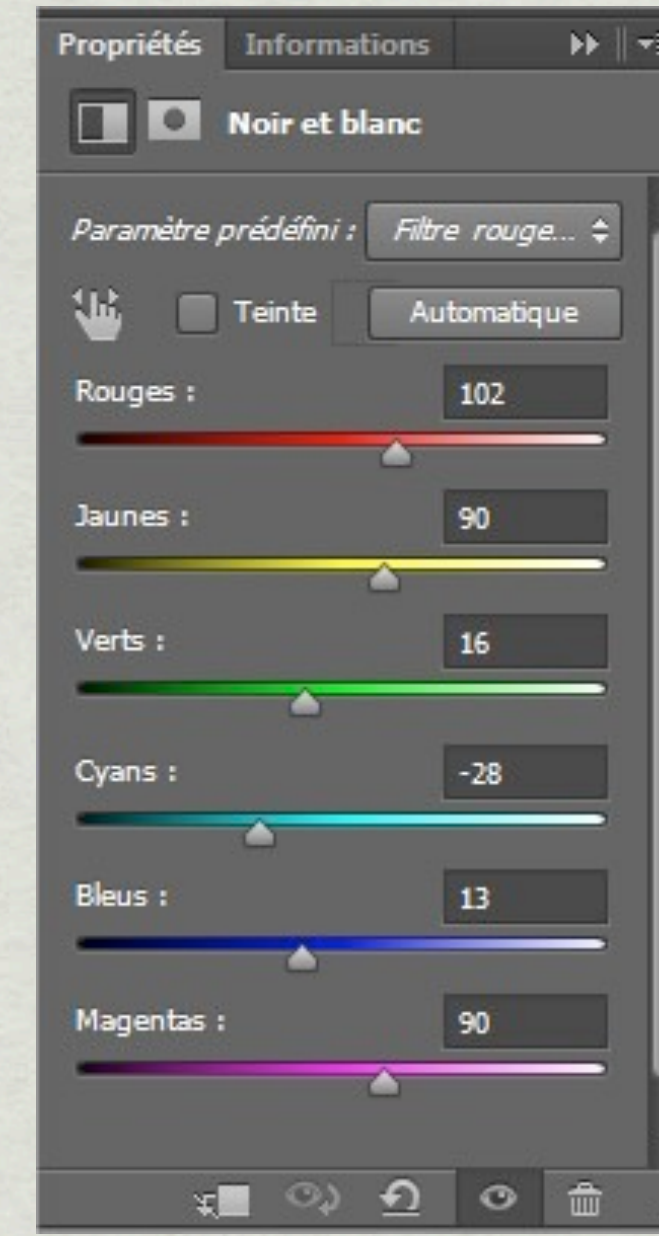 Propriétés Informations
Noir et blanc
Paramètre prédéfini : Filtre rouge...
Teinte Automatique
Rouges : 102
Jaunes : 90
Verts : 16
Cyans : -28
Bleus : 13
Magentas : 90